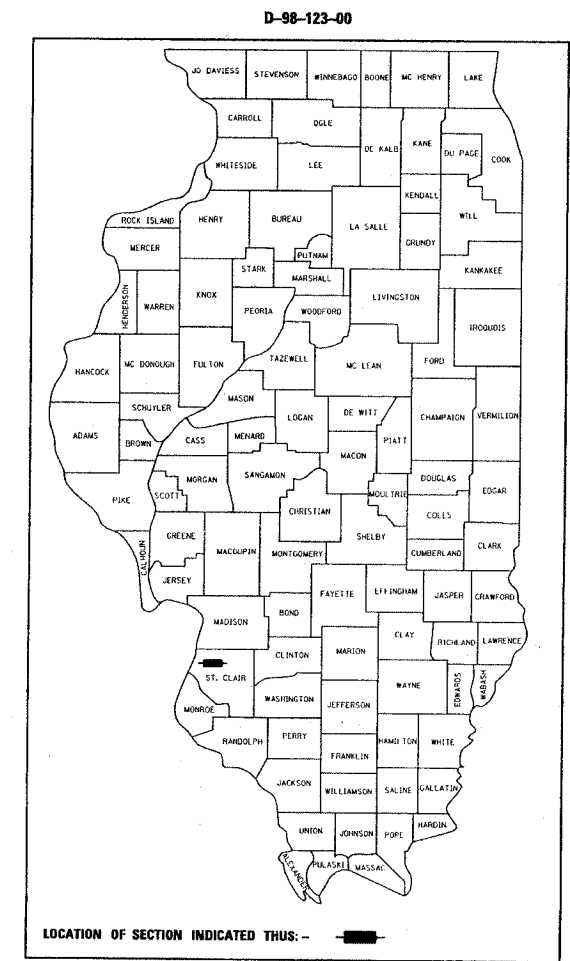 D-98-123-00
JO DAVIESS STEVENSON WINNEBAGO BOONE MC HENRY LAKE
CARROLL OGLE
DE KALB KANE DU PAGE COOK
WHITESIDE LEE
KENDALL
WILL
ROCK ISLAND HENRY BUREAU LA SALLE
GRUNDY
MERCER
PUTNAM
STARK
MARSHALL
KANKAKEE
HENDERSON WARREN KNOX
PEORIA WOODFORD LIVINGSTON
IROQUOIS
HANCOCK MC DONOUGH FULTON TAZEWELL MC LEAN FORD
MASON
SCHUYLER
LOGAN DE WITT CHAMPAIGN VERMILION
ADAMS BROWN CASS MENARD
MACON PIATT
PIKE SCOTT MORGAN SANGAMON
DOUGLAS EDGAR
MOULTRIE
CHRISTIAN
COLES
SHELBY
CALHOUN GREENE MACOUPIN MONTGOMERY
CUMBERLAND CLARK
JERSEY
FAYETTE EFFINGHAM JASPER CRAWFORD
MADISON BOND
CLAY
RICHLAND LAWRENCE
CLINTON MARION
ST. CLAIR
WAYNE EDWARDS WABASH
WASHINGTON
MONROE
JEFFERSON
RANDOLPH PERRY
HAMILTON WHITE
FRANKLIN
JACKSON
WILLIAMSON SALINE GALLATIN
UNION JOHNSON POPE HARDIN
ALEXANDER PULASKI MASSAC
LOCATION OF SECTION INDICATED THUS: -